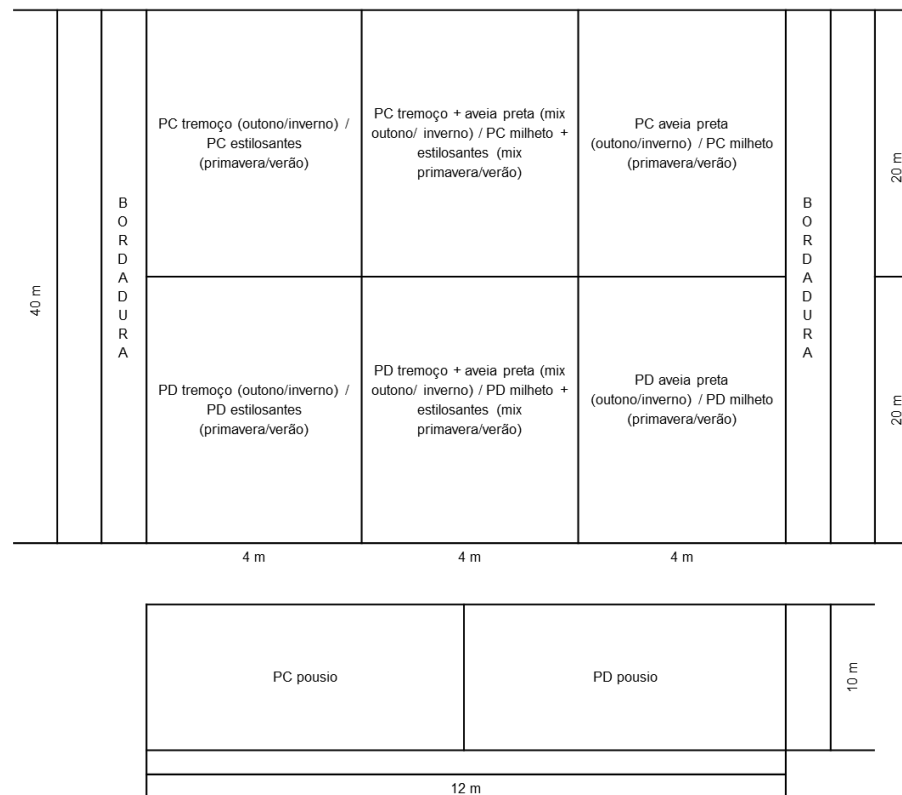 PC tremoço (outono/inverno) /
PC estilosantes
(primavera/verão)
PC tremoço + aveia preta (mix
outono/ inverno) / PC milheto +
estilosantes (mix
primavera/verão)
PC aveia preta
(outono/inverno) / PC milheto
(primavera/verão)
20 m
40 m
BORDADURA
BORDADURA
PD tremoço (outono/inverno) /
PD estilosantes
(primavera/verão)
PD tremoço + aveia preta (mix
outono/ inverno) / PD milheto +
estilosantes (mix
primavera/verão)
PD aveia preta
(outono/inverno) / PD milheto
(primavera/verão)
20 m
4 m
4 m
4 m
PC pousio
PD pousio
10 m
12 m